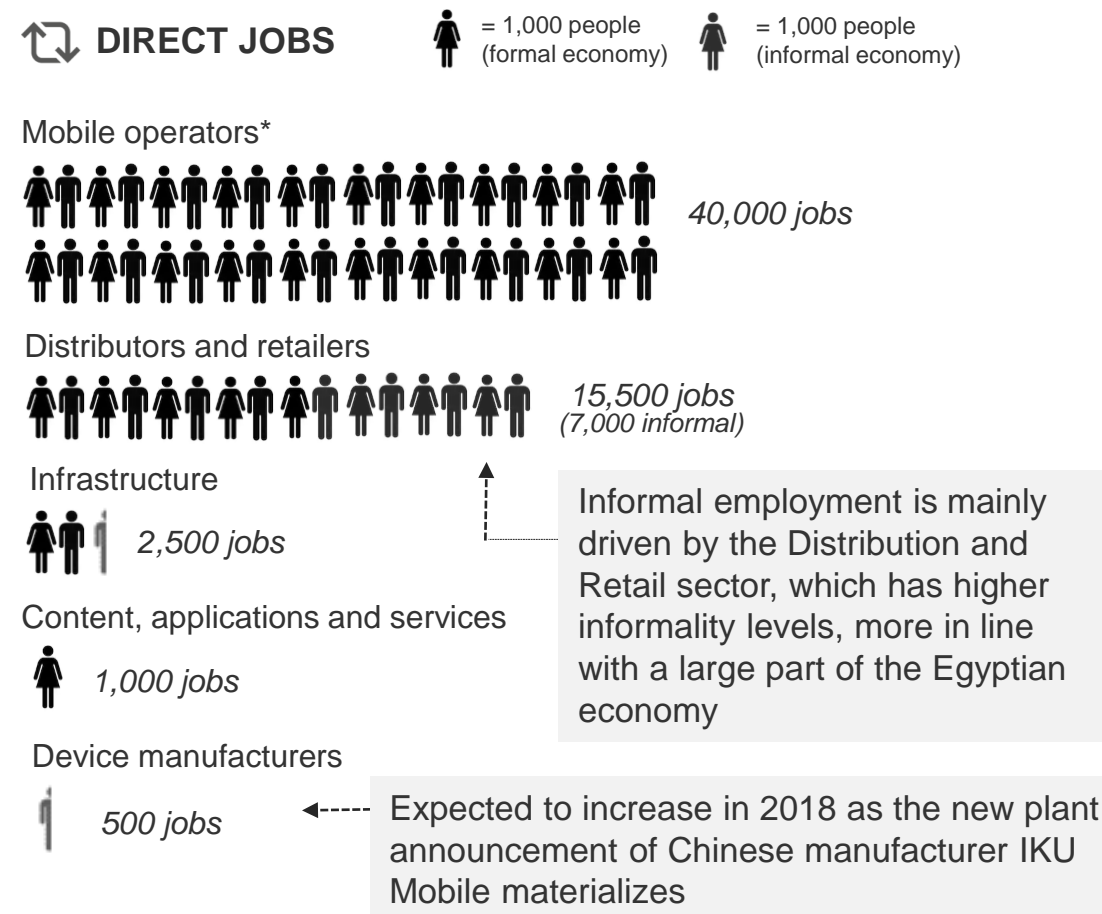 DIRECT JOBS
= 1,000 people
(formal economy)
= 1,000 people
(informal economy)
Mobile operators*
40,000 jobs
Distributors and retailers
15,500 jobs
(7,000 informal)
Infrastructure
2,500 jobs
Informal employment is mainly
driven by the Distribution and
Retail sector, which has higher
informality levels, more in line
with a large part of the Egyptian
economy
Content, applications and services
1,000 jobs
Device manufacturers
500 jobs
Expected to increase in 2018 as the new plant
announcement of Chinese manufacturer IKU
Mobile materializes